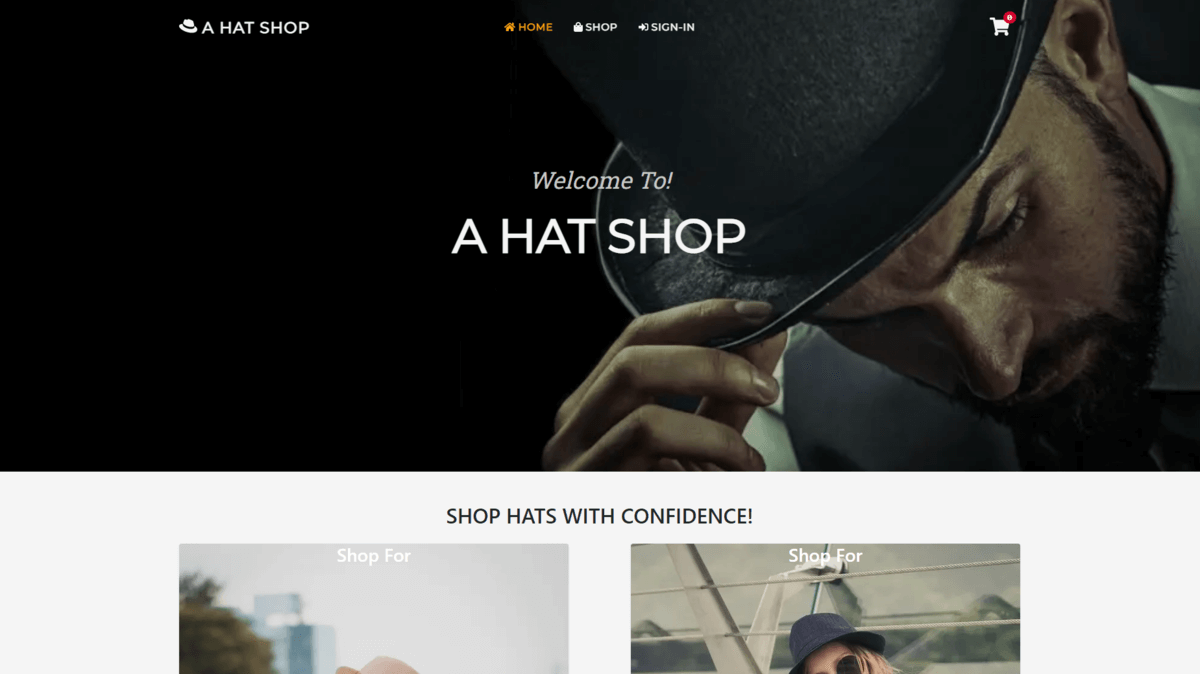 A HAT SHOP
HOME SHOP SIGN-IN
0
Welcome To!
A HAT SHOP
SHOP HATS WITH CONFIDENCE!
Shop For
Shop For